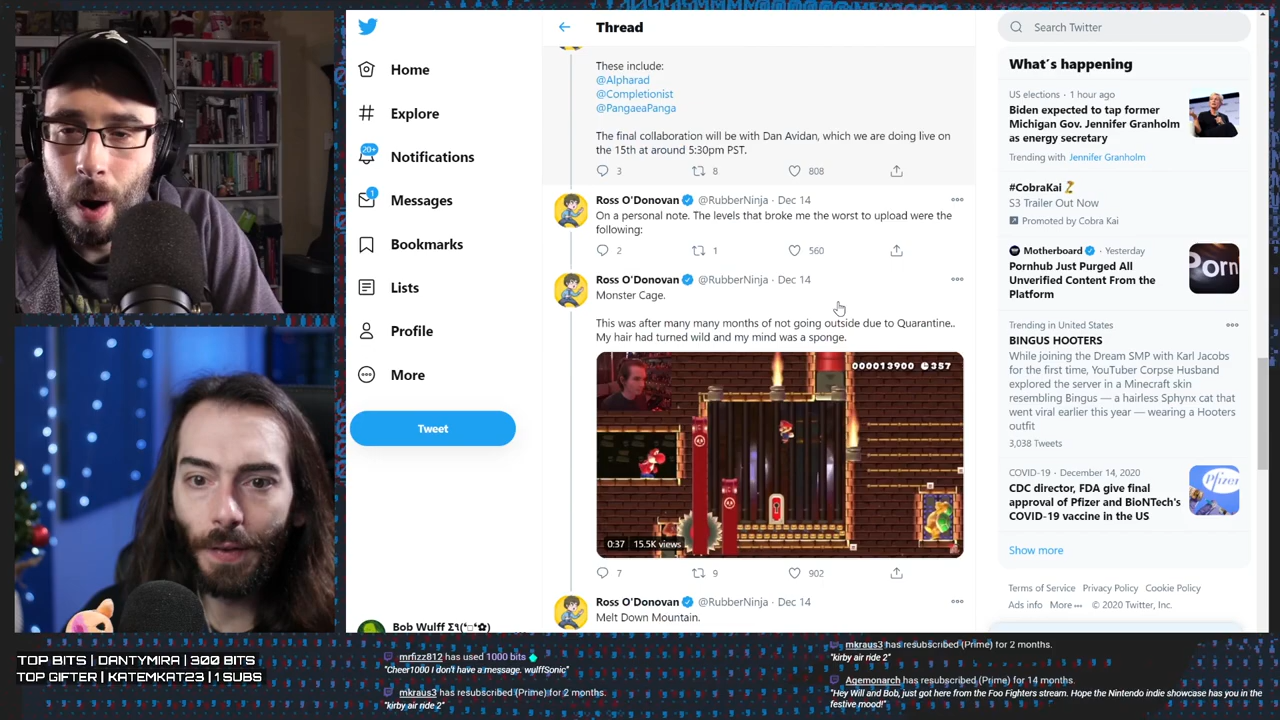 Home
Explore
20+
Notifications
1
Messages
Bookmarks
Lists
Profile
More
Tweet
Bob Wulff
Thread
These include:
@Alpharad
@Completionist
@PangaeaPanga
The final collaboration will be with Dan Avidan, which we are doing live on
the 15th at around 5:30pm PST.
3 8 808
Ross O'Donovan @RubberNinja · Dec 14
On a personal note. The levels that broke me the worst to upload were the
following:
2 1 560
Ross O'Donovan @RubberNinja · Dec 14
Monster Cage.
This was after many many months of not going outside due to Quarantine..
My hair had turned wild and my mind was a sponge.
000013900 357
0:37 15.5K views
7 9 902
Ross O'Donovan @RubberNinja · Dec 14
Melt Down Mountain.
Search Twitter
What's happening
US elections · 1 hour ago
Biden expected to tap former
Michigan Gov. Jennifer Granholm
as energy secretary
Trending with Jennifer Granholm
#CobraKai
S3 Trailer Out Now
Promoted by Cobra Kai
Motherboard · Yesterday
Pornhub Just Purged All
Unverified Content From the
Platform
Porn
Trending in United States
BINGUS HOOTERS
While joining the Dream SMP with Karl Jacobs
for the first time, YouTuber Corpse Husband
explored the server in a Minecraft skin
resembling Bingus — a hairless Sphynx cat that
went viral earlier this year — wearing a Hooters
outfit
3,038 Tweets
COVID-19 · December 14, 2020
CDC director, FDA give final
approval of Pfizer and BioNTech's
COVID-19 vaccine in the US
Pfizer
Show more
Terms of Service Privacy Policy Cookie Policy
Ads info More © 2020 Twitter, Inc.
TOP BITS | DANTYMIRA | 300 BITS
TOP GIFTER | KATEMKAT23 | 1 SUBS
mrfizz812 has used 1000 bits
"Cheer1000 I don't have a message. wulffSonic"
mkraus3 has resubscribed (Prime) for 2 months.
"kirby air ride 2"
mkraus3 has resubscribed (Prime) for 2 months.
"kirby air ride 2"
Agemonarch has resubscribed (Prime) for 14 months.
"Hey Will and Bob, just got here from the Foo Fighters stream. Hope the Nintendo indie showcase has you in the
festive mood!"